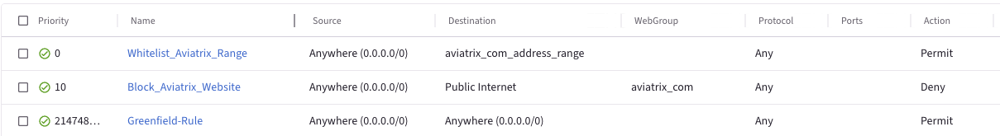 Priority Name Source Destination WebGroup Protocol Ports Action
0 Whitelist_Aviatrix_Range Anywhere (0.0.0.0/0) aviatrix_com_address_range Any Permit
10 Block_Aviatrix_Website Anywhere (0.0.0.0/0) Public Internet aviatrix_com Any Deny
214748... Greenfield-Rule Anywhere (0.0.0.0/0) Anywhere (0.0.0.0/0) Any Permit